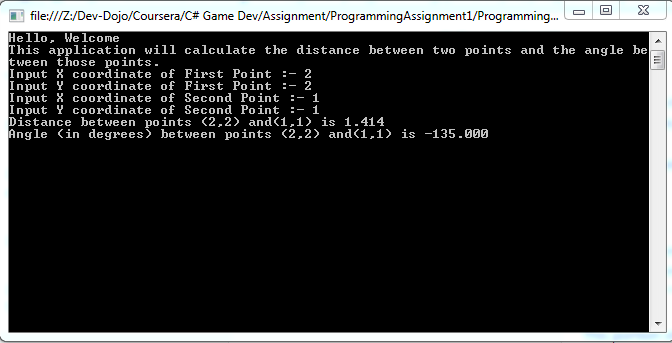 file:///Z:/Dev-Dojo/Coursera/C# Game Dev/Assignment/ProgrammingAssignment1/Programming...
Hello, Welcome
This application will calculate the distance between two points and the angle be
tween those points.
Input X coordinate of First Point :- 2
Input Y coordinate of First Point :- 2
Input X coordinate of Second Point :- 1
Input Y coordinate of Second Point :- 1
Distance between points (2,2) and(1,1) is 1.414
Angle (in degrees) between points (2,2) and(1,1) is -135.000